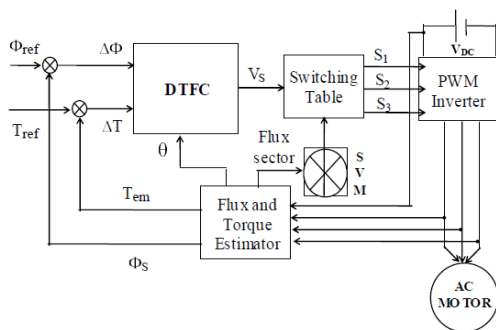 Φref
ΔΦ
DTFC
VS
Switching
Table
S1
S2
S3
VDC
PWM
Inverter
Tref
ΔT
θ
Flux
sector
S
V
M
Tem
Flux and
Torque
Estimator
ΦS
AC
MOTOR